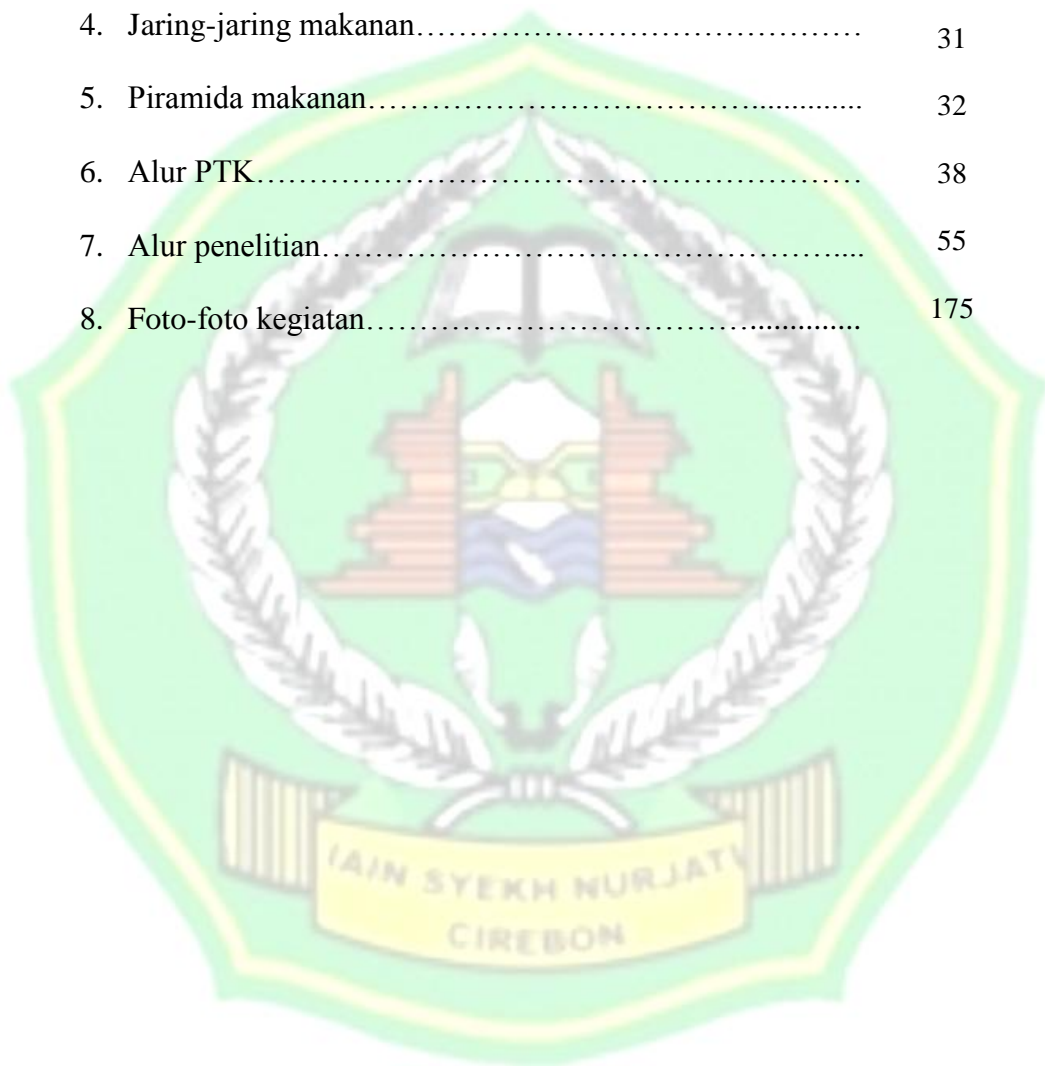 4. Jaring-jaring makanan…………………………………… 31
5. Piramida makanan……………………………….............. 32
6. Alur PTK………………………………………………… 38
7. Alur penelitian………………………………………….... 55
8. Foto-foto kegiatan……………………………….............. 175
IAIN SYEKH NURJATI
CIREBON